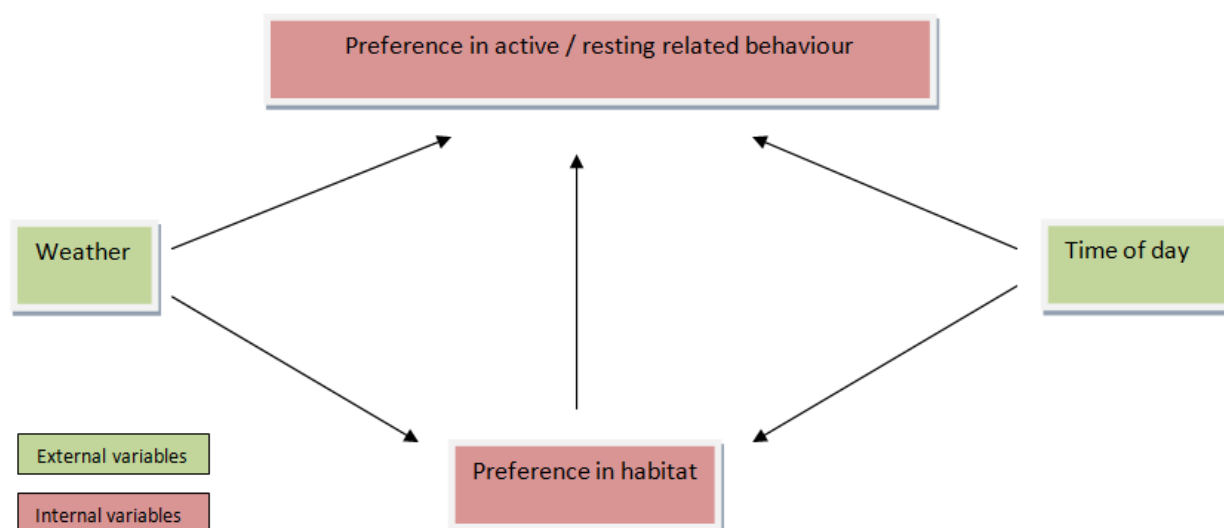 Preference in active / resting related behaviour
Weather
Time of day
Preference in habitat
External variables
Internal variables